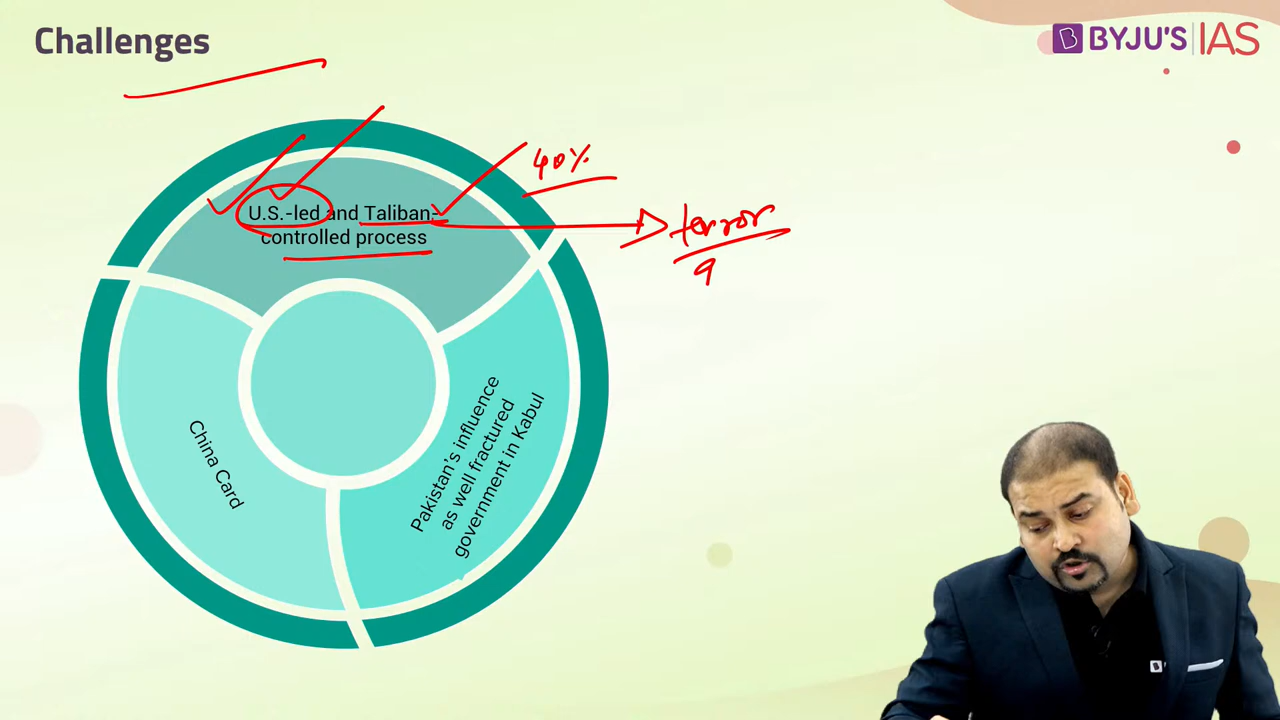 Challenges
BYJU'S IAS
40%
U.S.-led and Taliban-
controlled process
terror
9
China Card
Pakistan's influence
as well fractured
government in Kabul